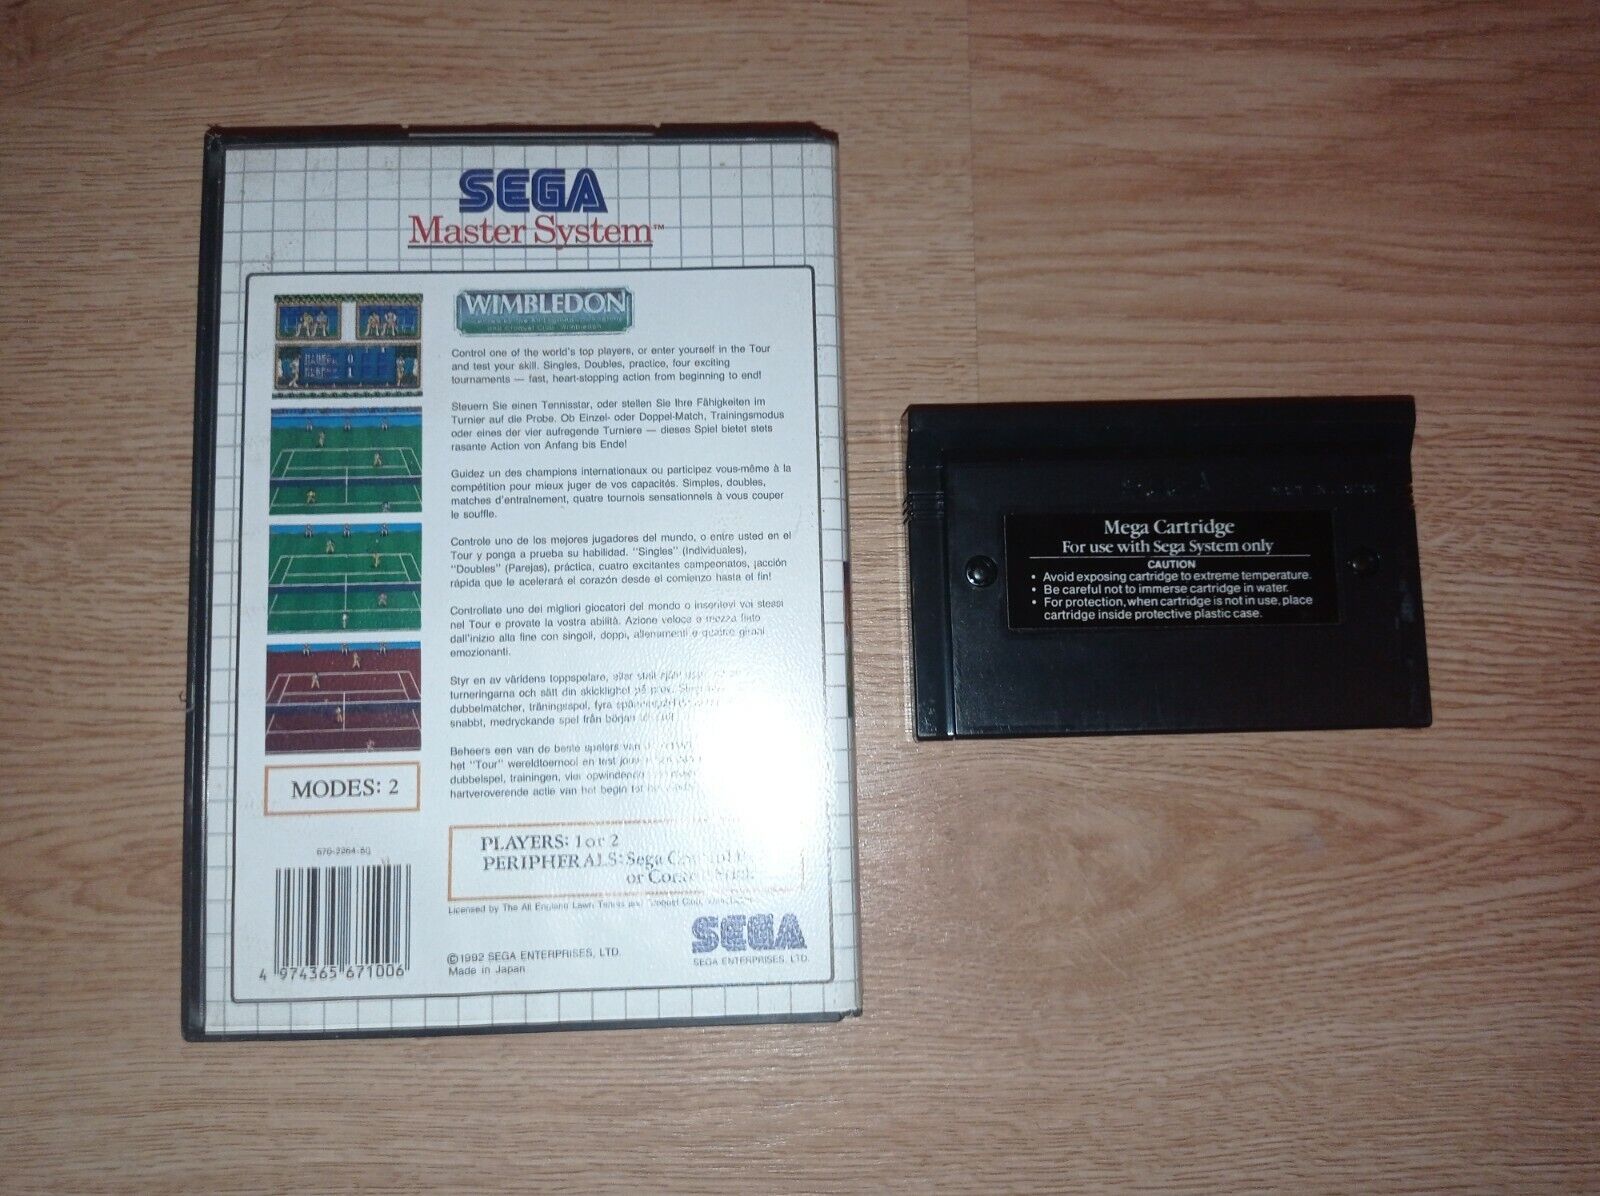 SEGA
Master System™
WIMBLEDON
Control one of the world's top players, or enter yourself in the Tour
and test your skill. Singles, Doubles, practice, four exciting
tournaments — fast, heart-stopping action from beginning to end!
Steuern Sie einen Tennisstar, oder stellen Sie Ihre Fähigkeiten im
Turnier auf die Probe. Ob Einzel- oder Doppel-Match, Trainingsmodus
oder eines der vier aufregende Turniere — dieses Spiel bietet stets
rasante Action von Anfang bis Ende!
Guidez un des champions internationaux ou participez vous-même à la
compétition pour mieux juger de vos capacités. Simples, doubles,
matches d'entraînement, quatre tournois sensationnels à vous couper
le souffle.
Controle uno de los mejores jugadores del mundo, o entre usted en el
Tour y ponga a prueba su habilidad. "Singles" (Individuales),
"Doubles" (Parejas), práctica, cuatro excitantes campeonatos, ¡acción
rápida que le acelerará el corazón desde el comienzo hasta el fin!
Controllate uno dei migliori giocatori del mondo o inseritevi voi stessi
nel Tour e provate la vostra abilità. Azione veloce e mozza fiato
dall'inizio alla fine con singoli, doppi, allenamenti e quattro gironi
emozionanti.
Styr en av världens toppspelare, eller ställ
turneringarna och sätt din skicklighet på prov.
dubbelmatcher, träningsspel, fyra
snabbt, medryckande spel från början
Beheers een van de beste spelers van
het "Tour" wereldtoernooi en test jouw
dubbelspel, trainingen, vier opwindende
hartveroverende actie van het begin tot
MODES: 2
PLAYERS: 1 or 2
PERIPHERALS: Sega
or
Licensed by The All England Lawn Tennis and Croquet Club,
670-2264-50
4 974365 671006
©1992 SEGA ENTERPRISES, LTD.
Made in Japan
SEGA
SEGA ENTERPRISES, LTD.
Mega Cartridge
For use with Sega System only
CAUTION
• Avoid exposing cartridge to extreme temperature.
• Be careful not to immerse cartridge in water.
• For protection, when cartridge is not in use, place
cartridge inside protective plastic case.